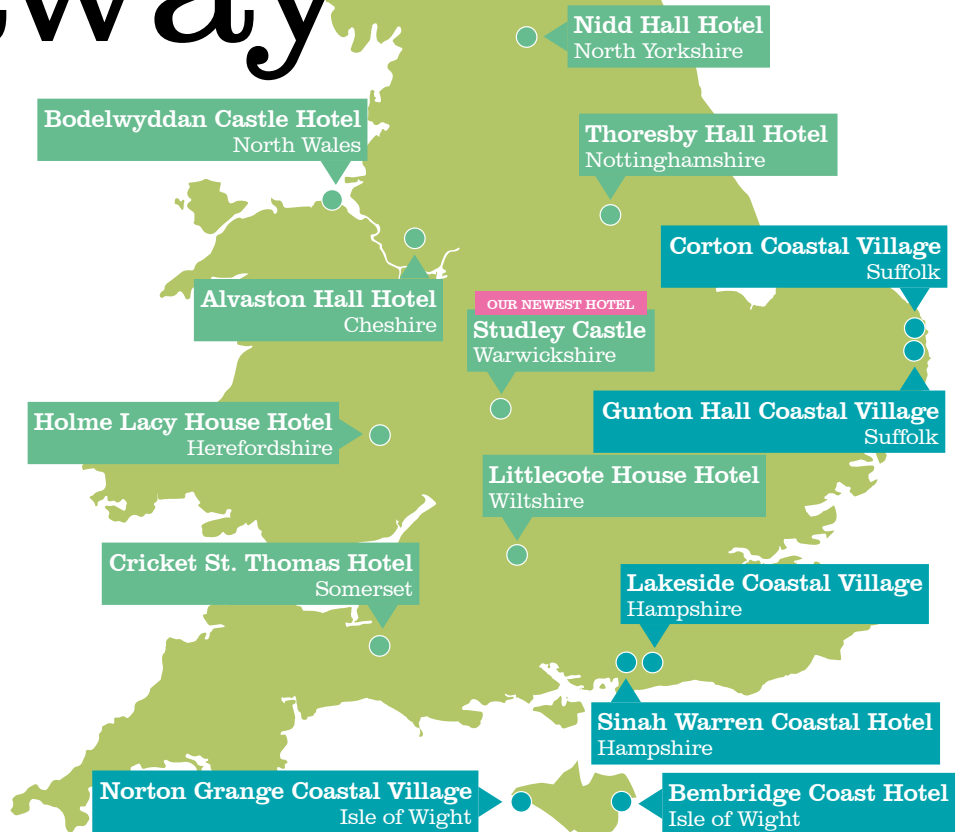 way
Nidd Hall Hotel
North Yorkshire
Bodelwyddan Castle Hotel
North Wales
Thoresby Hall Hotel
Nottinghamshire
Corton Coastal Village
Suffolk
Alvaston Hall Hotel
Cheshire
OUR NEWEST HOTEL
Studley Castle
Warwickshire
Gunton Hall Coastal Village
Suffolk
Holme Lacy House Hotel
Herefordshire
Littlecote House Hotel
Wiltshire
Cricket St. Thomas Hotel
Somerset
Lakeside Coastal Village
Hampshire
Sinah Warren Coastal Hotel
Hampshire
Norton Grange Coastal Village
Isle of Wight
Bembridge Coast Hotel
Isle of Wight